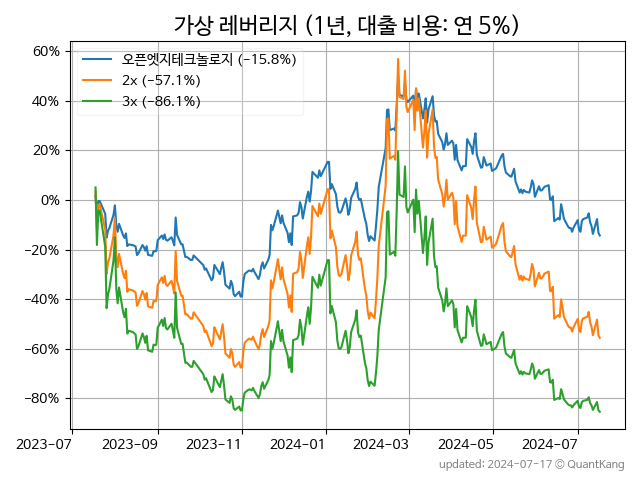 가상 레버리지 (1년, 대출 비용: 연 5%)
오픈엣지테크놀로지 (−15.8%)
2x (−57.1%)
3x (−86.1%)
60%
40%
20%
0%
−20%
−40%
−60%
−80%
2023-07 2023-09 2023-11 2024-01 2024-03 2024-05 2024-07
updated: 2024-07-17 © QuantKang